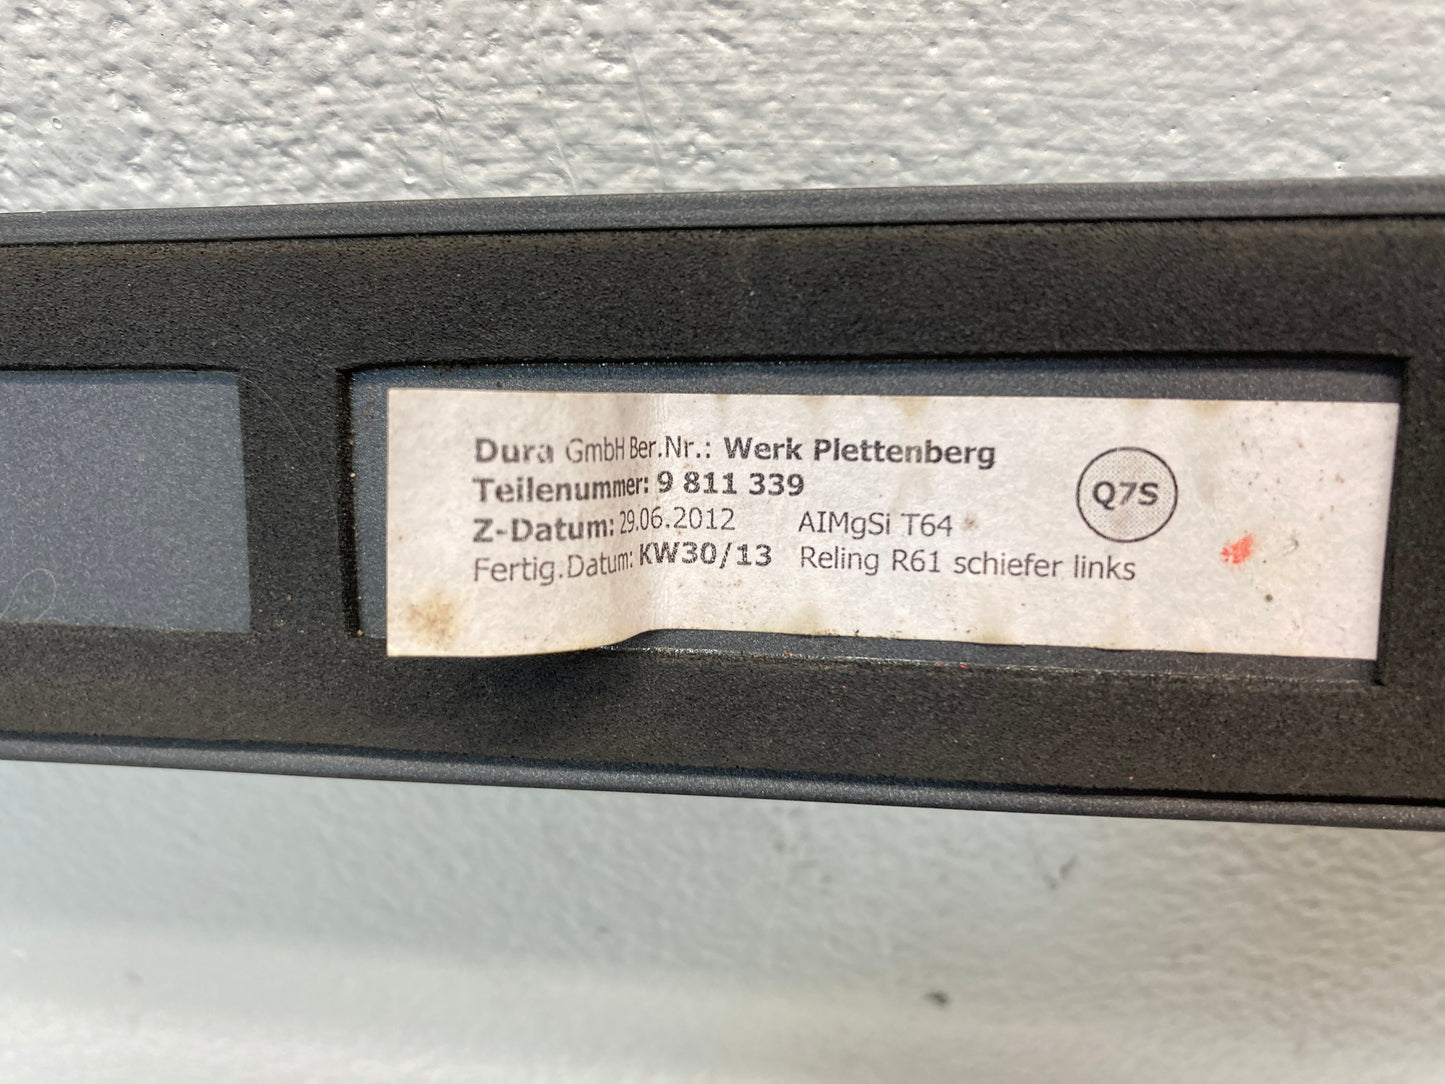 Dura GmbH Ber.Nr.: Werk Plettenberg
Teilenummer: 9 811 339
Z-Datum: 29.06.2012 AlMgSi T64
Fertig.Datum: KW30/13 Reling R61 schiefer links
Q7S